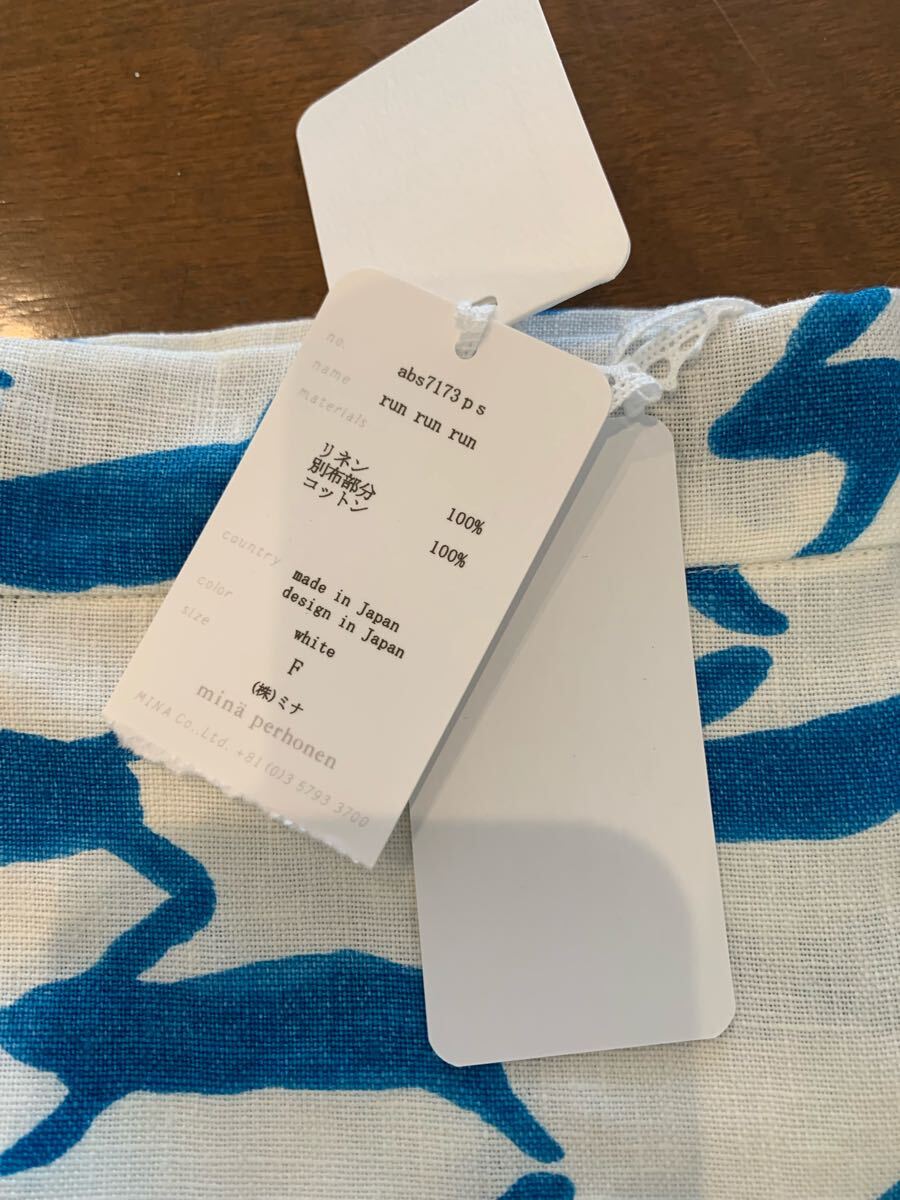 no. abs7173ps
name run run run
materials
リネン 100%
別布部分
コットン 100%
country made in Japan
design in Japan
color white
size F
(株)ミナ
minä perhonen
MINA Co.,Ltd. +81 (0)3 5793 3700